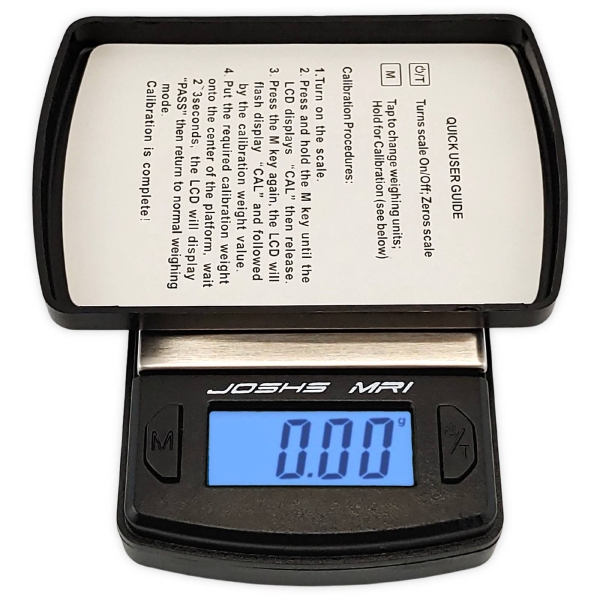 QUICK USER GUIDE
⏻/T Turns scale On/Off; Zeros scale
M Tap to change weighing units;
Hold for Calibration (see below)
Calibration Procedures:
1.Turn on the scale.
2. Press and hold the M key until the
LCD displays "CAL" then release.
3. Press the M key again, the LCD will
flash display "CAL" and followed
by the calibration weight value.
4. Put the required calibration weight
onto the center of the platform, wait
2~3seconds, the LCD will display
"PASS" then return to normal weighing
mode.
Calibration is complete!
JOSHS MR1
M
0.00 g
⏻/T